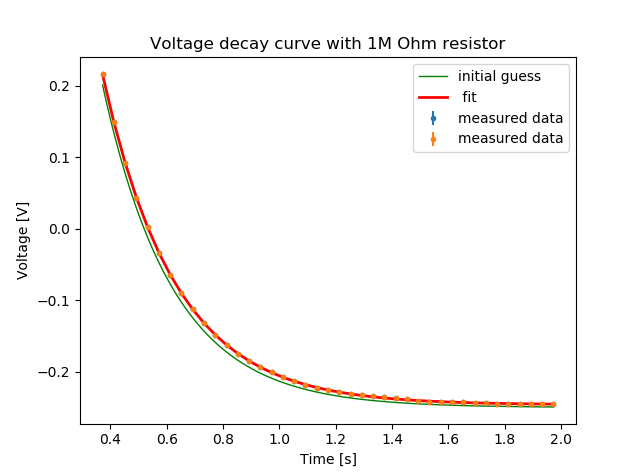 Voltage decay curve with 1M Ohm resistor
initial guess
fit
measured data
measured data
Voltage [V]
0.2
0.1
0.0
−0.1
−0.2
0.4 0.6 0.8 1.0 1.2 1.4 1.6 1.8 2.0
Time [s]